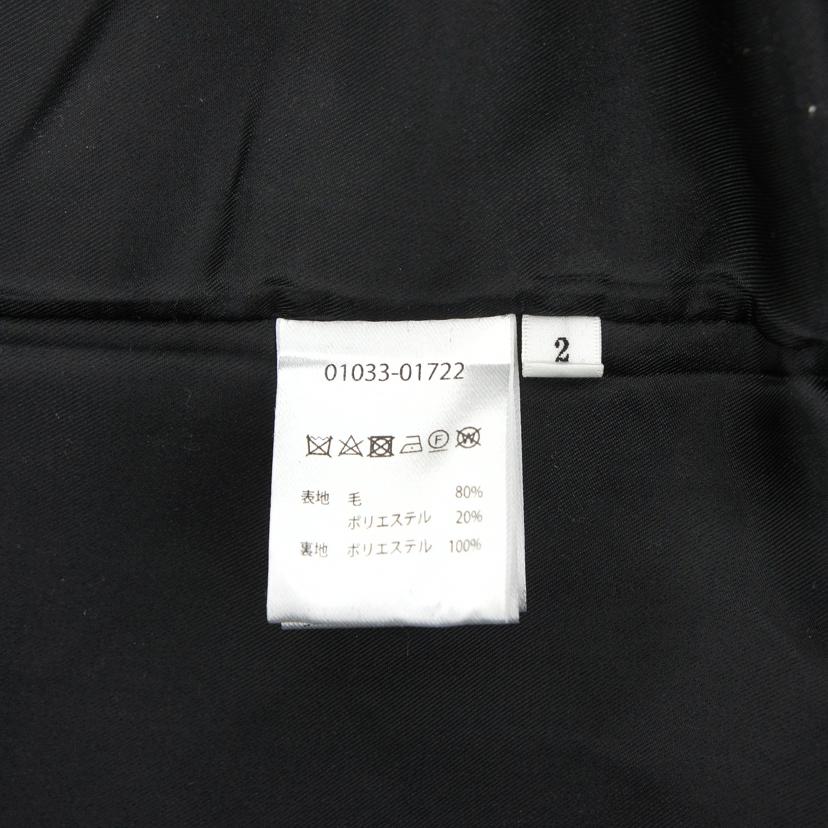 01033-01722
2
F W
表地 毛 80%
ポリエステル 20%
裏地 ポリエステル 100%